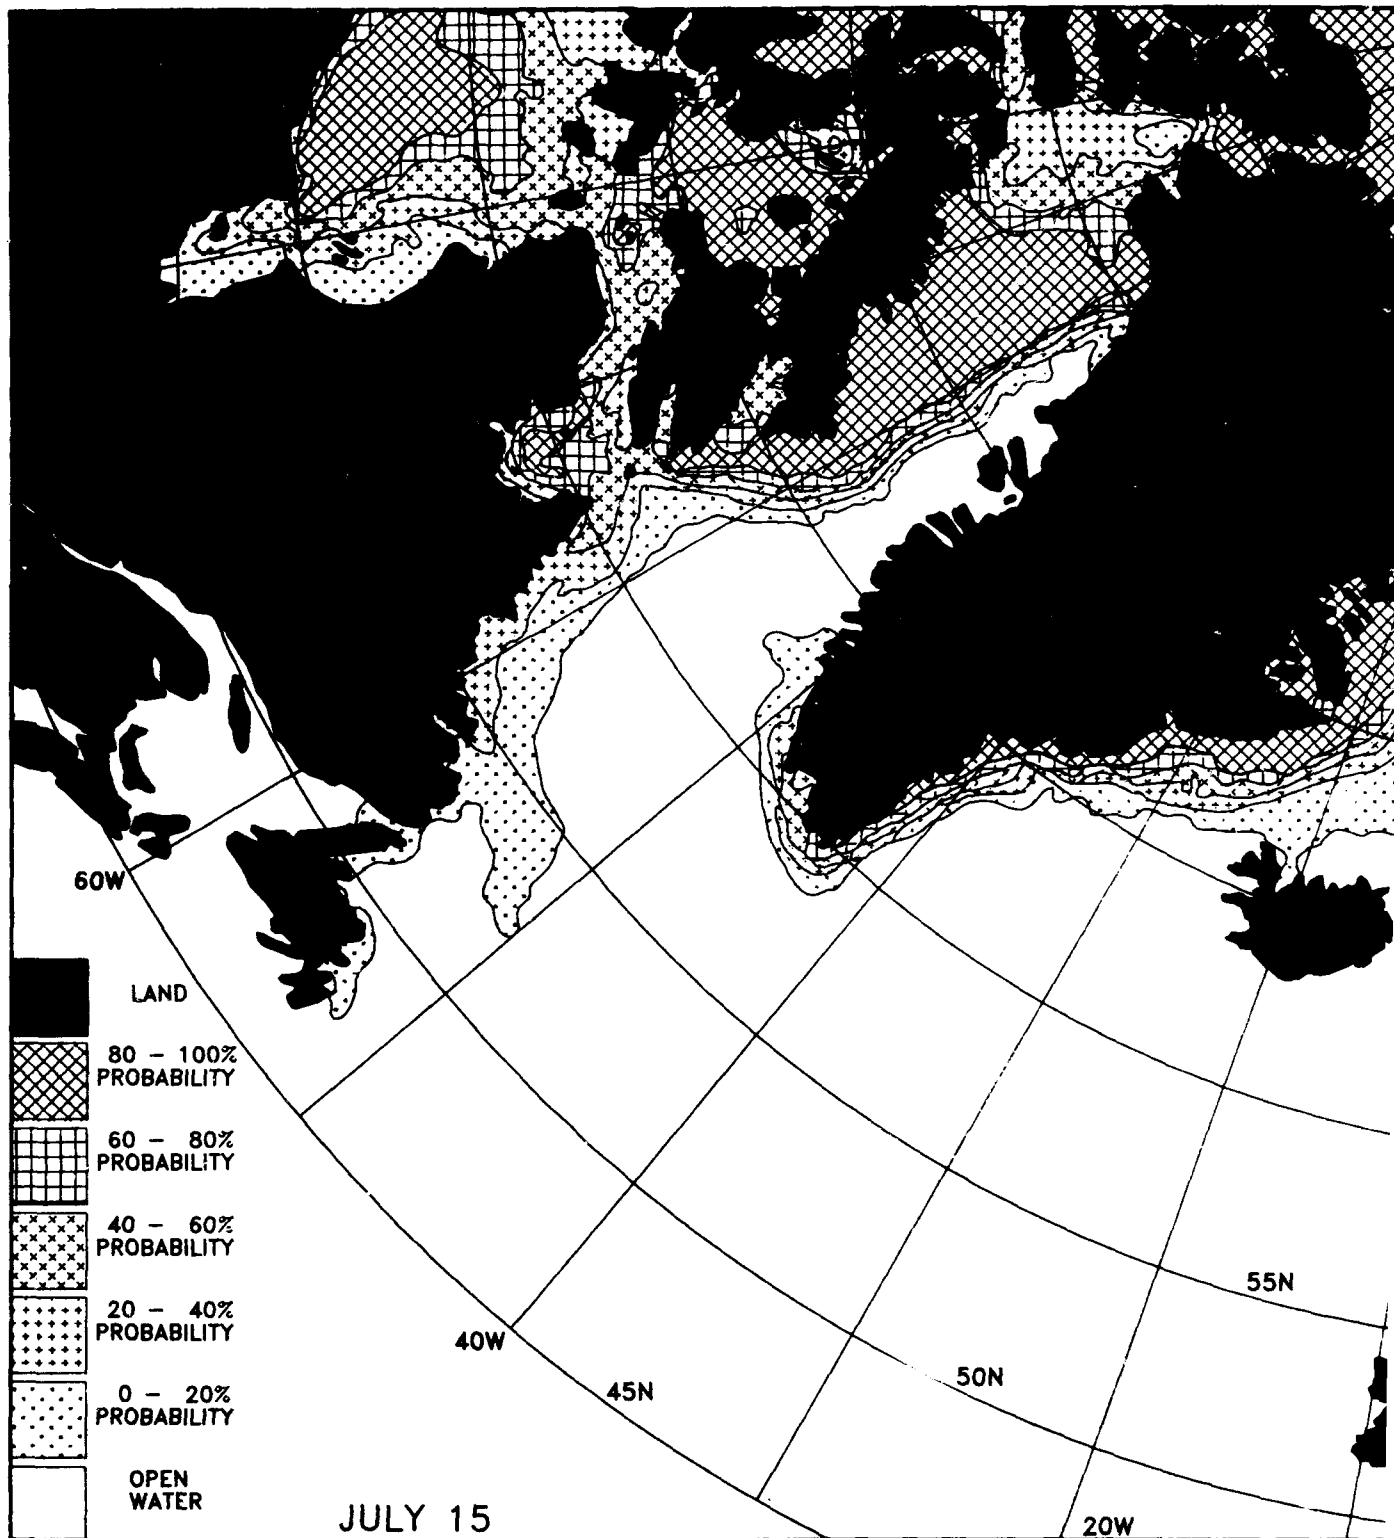 60W
LAND
80 - 100%
PROBABILITY
60 - 80%
PROBABILITY
40 - 60%
PROBABILITY
20 - 40%
PROBABILITY
0 - 20%
PROBABILITY
OPEN
WATER
JULY 15
40W
45N
50N
55N
20W